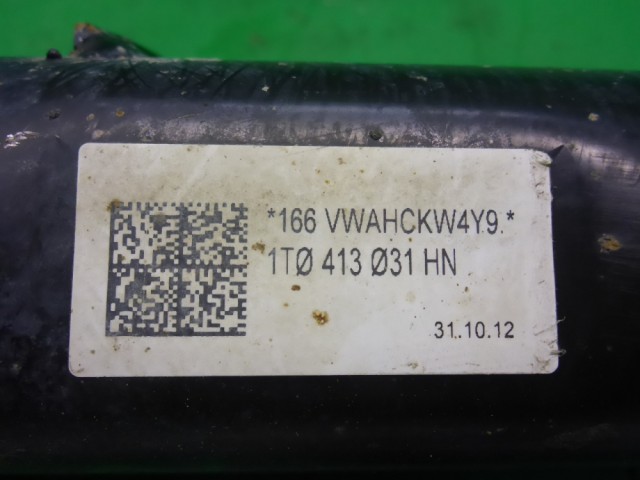 *166 VWAHCKW4Y9.*
1TØ 413 Ø31 HN
31.10.12